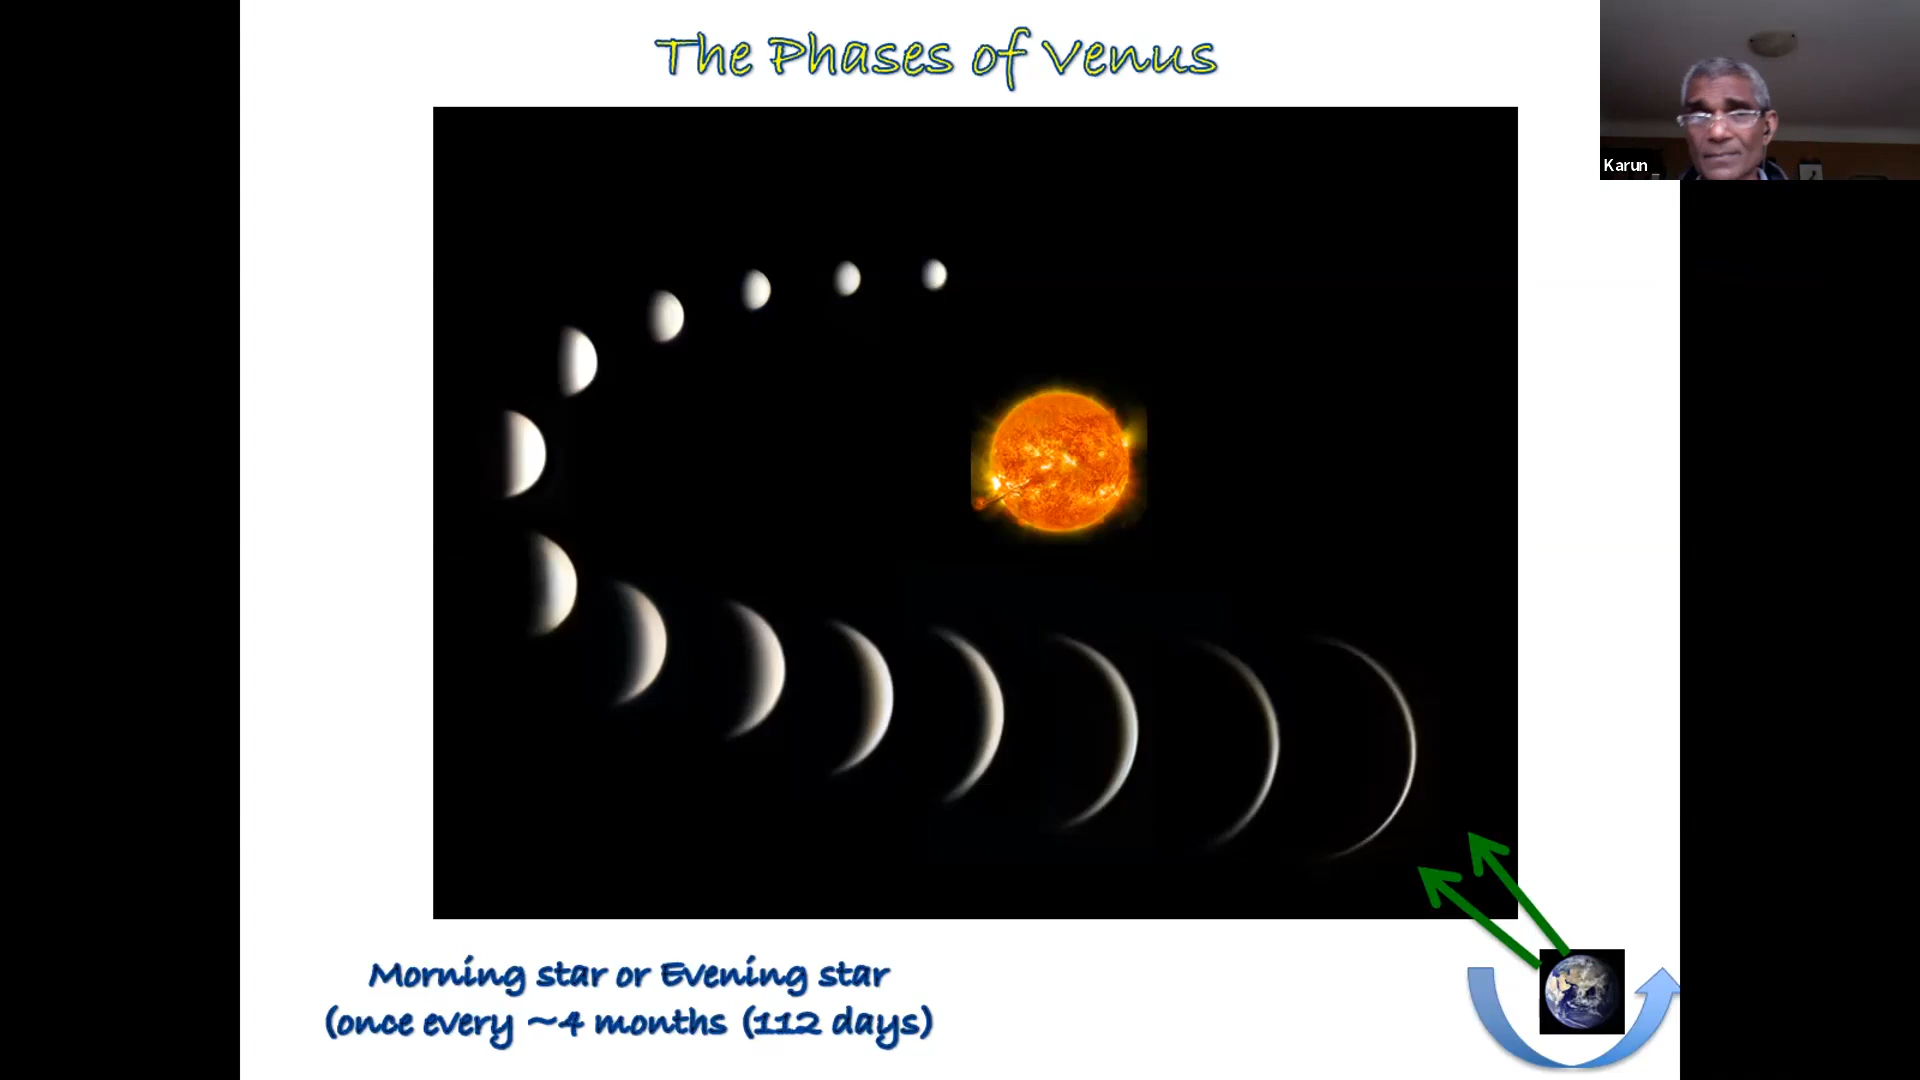 The Phases of Venus
Karun
Morning star or Evening star
(once every ~4 months (112 days)